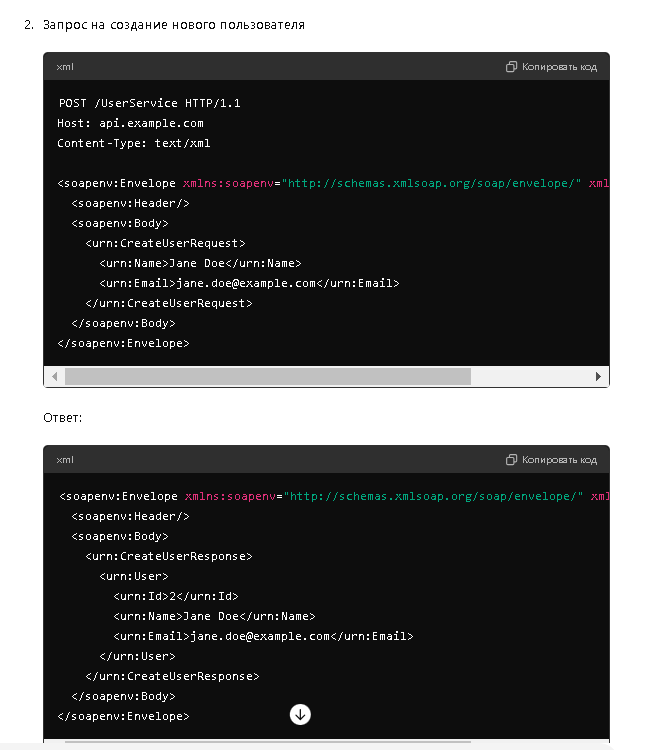 2. Запрос на создание нового пользователя
xml
Копировать код
POST /UserService HTTP/1.1
Host: api.example.com
Content-Type: text/xml
<soapenv:Envelope xmlns:soapenv="http://schemas.xmlsoap.org/soap/envelope/" xml
<soapenv:Header/>
<soapenv:Body>
<urn:CreateUserRequest>
<urn:Name>Jane Doe</urn:Name>
<urn:Email>jane.doe@example.com</urn:Email>
</urn:CreateUserRequest>
</soapenv:Body>
</soapenv:Envelope>
Ответ:
xml
Копировать код
<soapenv:Envelope xmlns:soapenv="http://schemas.xmlsoap.org/soap/envelope/" xml
<soapenv:Header/>
<soapenv:Body>
<urn:CreateUserResponse>
<urn:User>
<urn:Id>2</urn:Id>
<urn:Name>Jane Doe</urn:Name>
<urn:Email>jane.doe@example.com</urn:Email>
</urn:User>
</urn:CreateUserResponse>
</soapenv:Body>
</soapenv:Envelope>